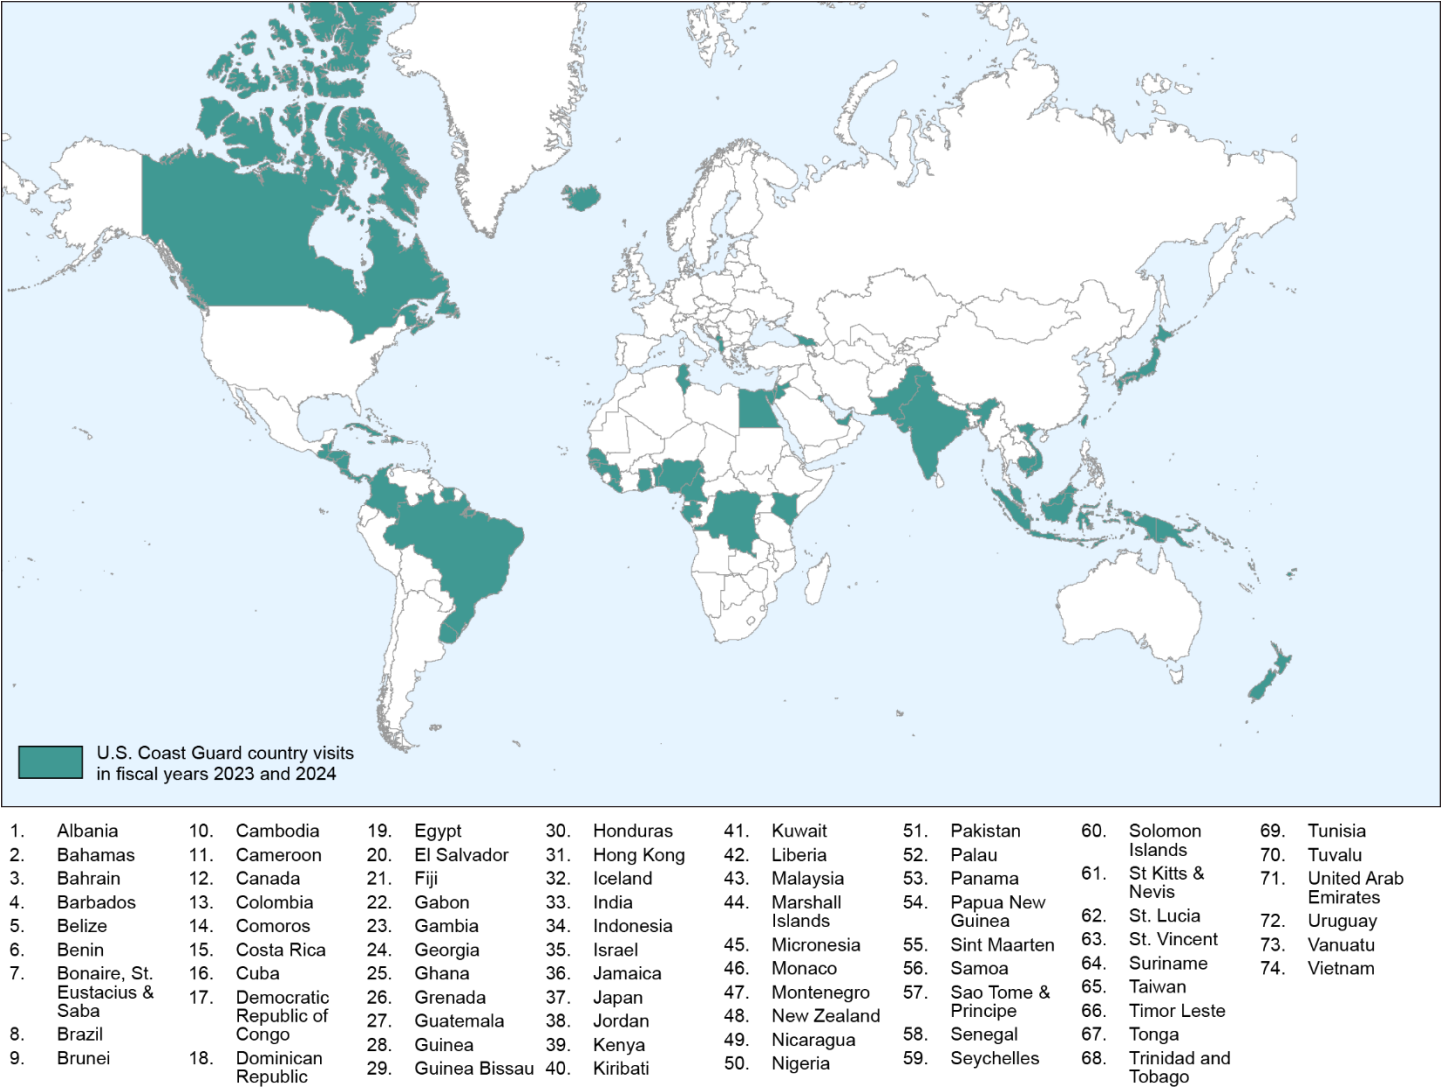 U.S. Coast Guard country visits
in fiscal years 2023 and 2024
1. Albania
2. Bahamas
3. Bahrain
4. Barbados
5. Belize
6. Benin
7. Bonaire, St.
Eustacius &
Saba
8. Brazil
9. Brunei
10. Cambodia
11. Cameroon
12. Canada
13. Colombia
14. Comoros
15. Costa Rica
16. Cuba
17. Democratic
Republic of
Congo
18. Dominican
Republic
19. Egypt
20. El Salvador
21. Fiji
22. Gabon
23. Gambia
24. Georgia
25. Ghana
26. Grenada
27. Guatemala
28. Guinea
29. Guinea Bissau
30. Honduras
31. Hong Kong
32. Iceland
33. India
34. Indonesia
35. Israel
36. Jamaica
37. Japan
38. Jordan
39. Kenya
40. Kiribati
41. Kuwait
42. Liberia
43. Malaysia
44. Marshall
Islands
45. Micronesia
46. Monaco
47. Montenegro
48. New Zealand
49. Nicaragua
50. Nigeria
51. Pakistan
52. Palau
53. Panama
54. Papua New
Guinea
55. Sint Maarten
56. Samoa
57. Sao Tome &
Principe
58. Senegal
59. Seychelles
60. Solomon
Islands
61. St Kitts &
Nevis
62. St. Lucia
63. St. Vincent
64. Suriname
65. Taiwan
66. Timor Leste
67. Tonga
68. Trinidad and
Tobago
69. Tunisia
70. Tuvalu
71. United Arab
Emirates
72. Uruguay
73. Vanuatu
74. Vietnam